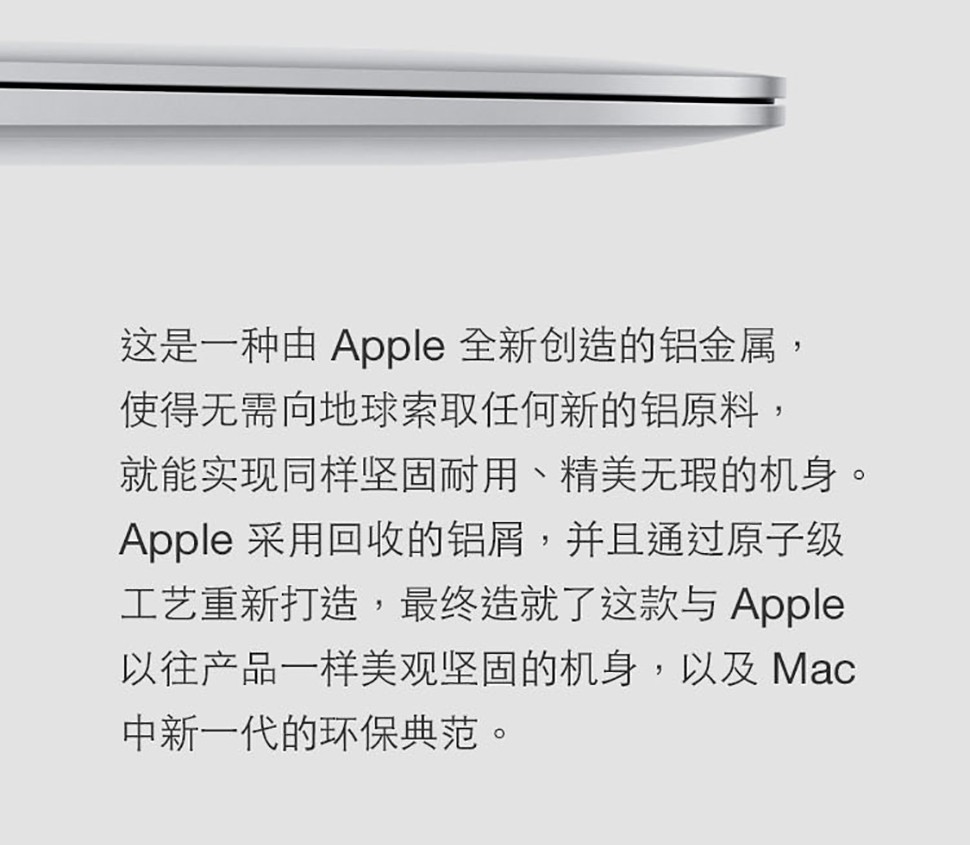 这是一种由 Apple 全新创造的铝金属，
使得无需向地球索取任何新的铝原料，
就能实现同样坚固耐用、精美无瑕的机身。
Apple 采用回收的铝屑，并且通过原子级
工艺重新打造，最终造就了这款与 Apple
以往产品一样美观坚固的机身，以及 Mac
中新一代的环保典范。